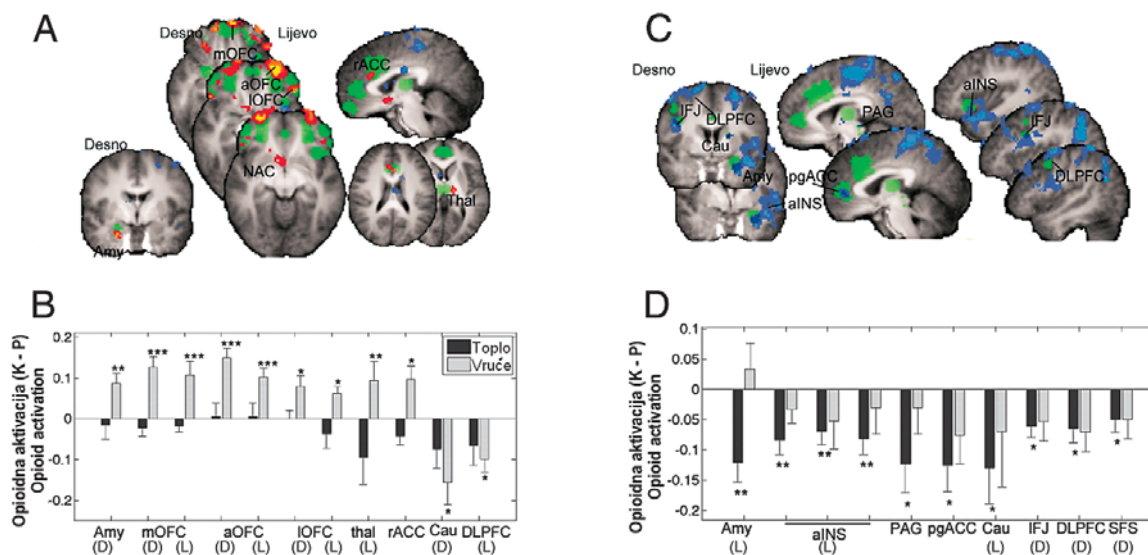 A
Desno
Lijevo
mOFC
aOFC
lOFC
rACC
NAC
Thal
Desno
Amy
C
Desno
Lijevo
IFJ
DLPFC
Cau
Amy
aINS
PAG
pgACC
aINS
IFJ
DLPFC
B
Opioidna aktivacija (K - P)
Opioid activation
0.2
0.1
0
-0.1
-0.2
Toplo
Vruće
** *** *** *** *** * * ** * * *
Amy mOFC aOFC lOFC thal rACC Cau DLPFC
(D) (D) (L) (D) (L) (D) (L) (L) (D) (L)
D
Opioidna aktivacija (K - P)
Opioid activation
0.1
0.05
0
-0.05
-0.1
-0.15
-0.2
** ** ** ** * * * * * *
Amy aINS PAG pgACC Cau IFJ DLPFC SFS
(L) (L) (L) (D) (D) (D)